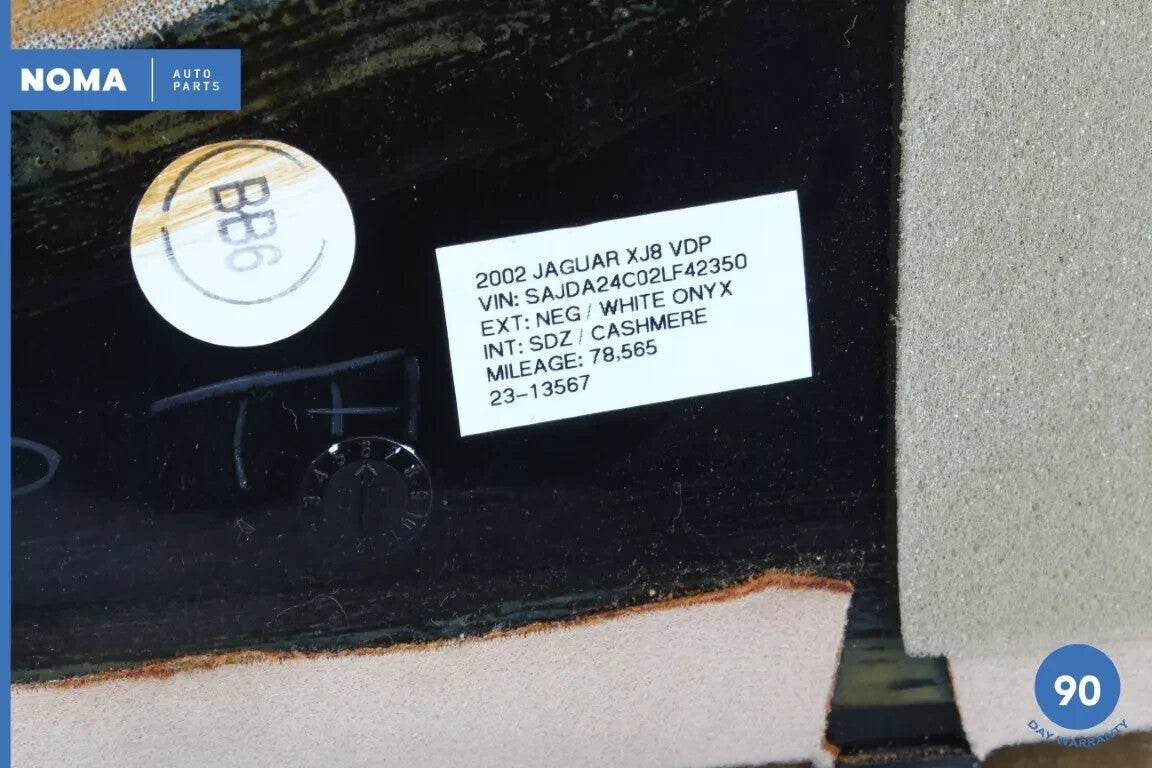 NOMA
AUTO
PARTS
BB6
2002 JAGUAR XJ8 VDP
VIN: SAJDA24C02LF42350
EXT: NEG / WHITE ONYX
INT: SDZ / CASHMERE
MILEAGE: 78,565
23-13567
90
DAY WARRANTY